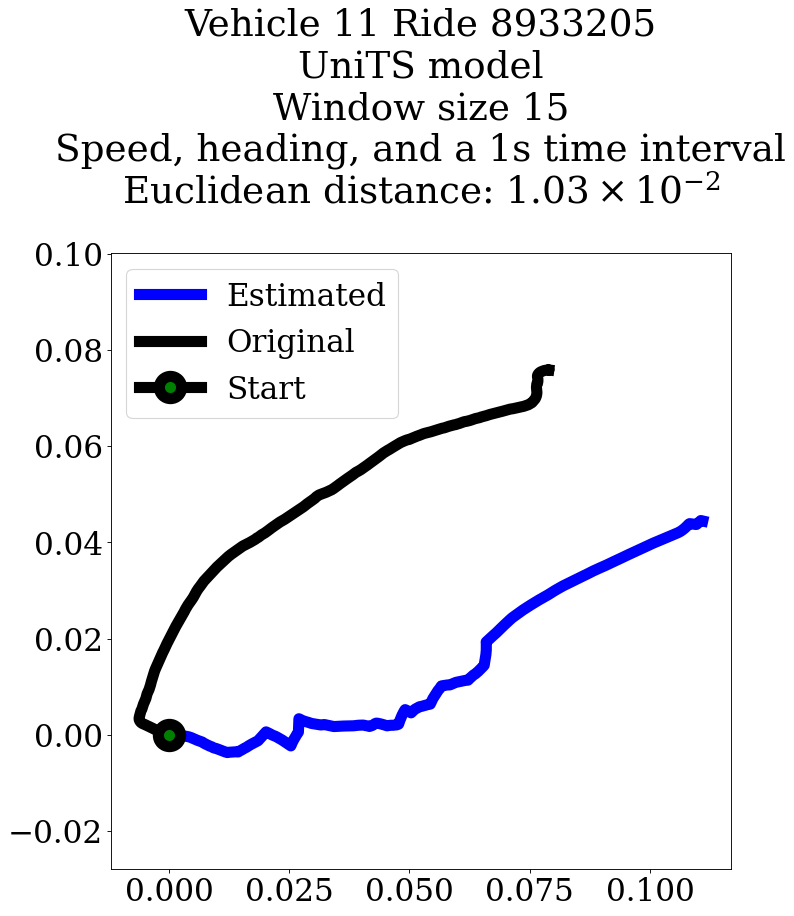 Vehicle 11 Ride 8933205
UniTS model
Window size 15
Speed, heading, and a 1s time interval
Euclidean distance: 1.03 × 10⁻²
0.10
0.08
0.06
0.04
0.02
0.00
−0.02
Estimated
Original
Start
0.000 0.025 0.050 0.075 0.100